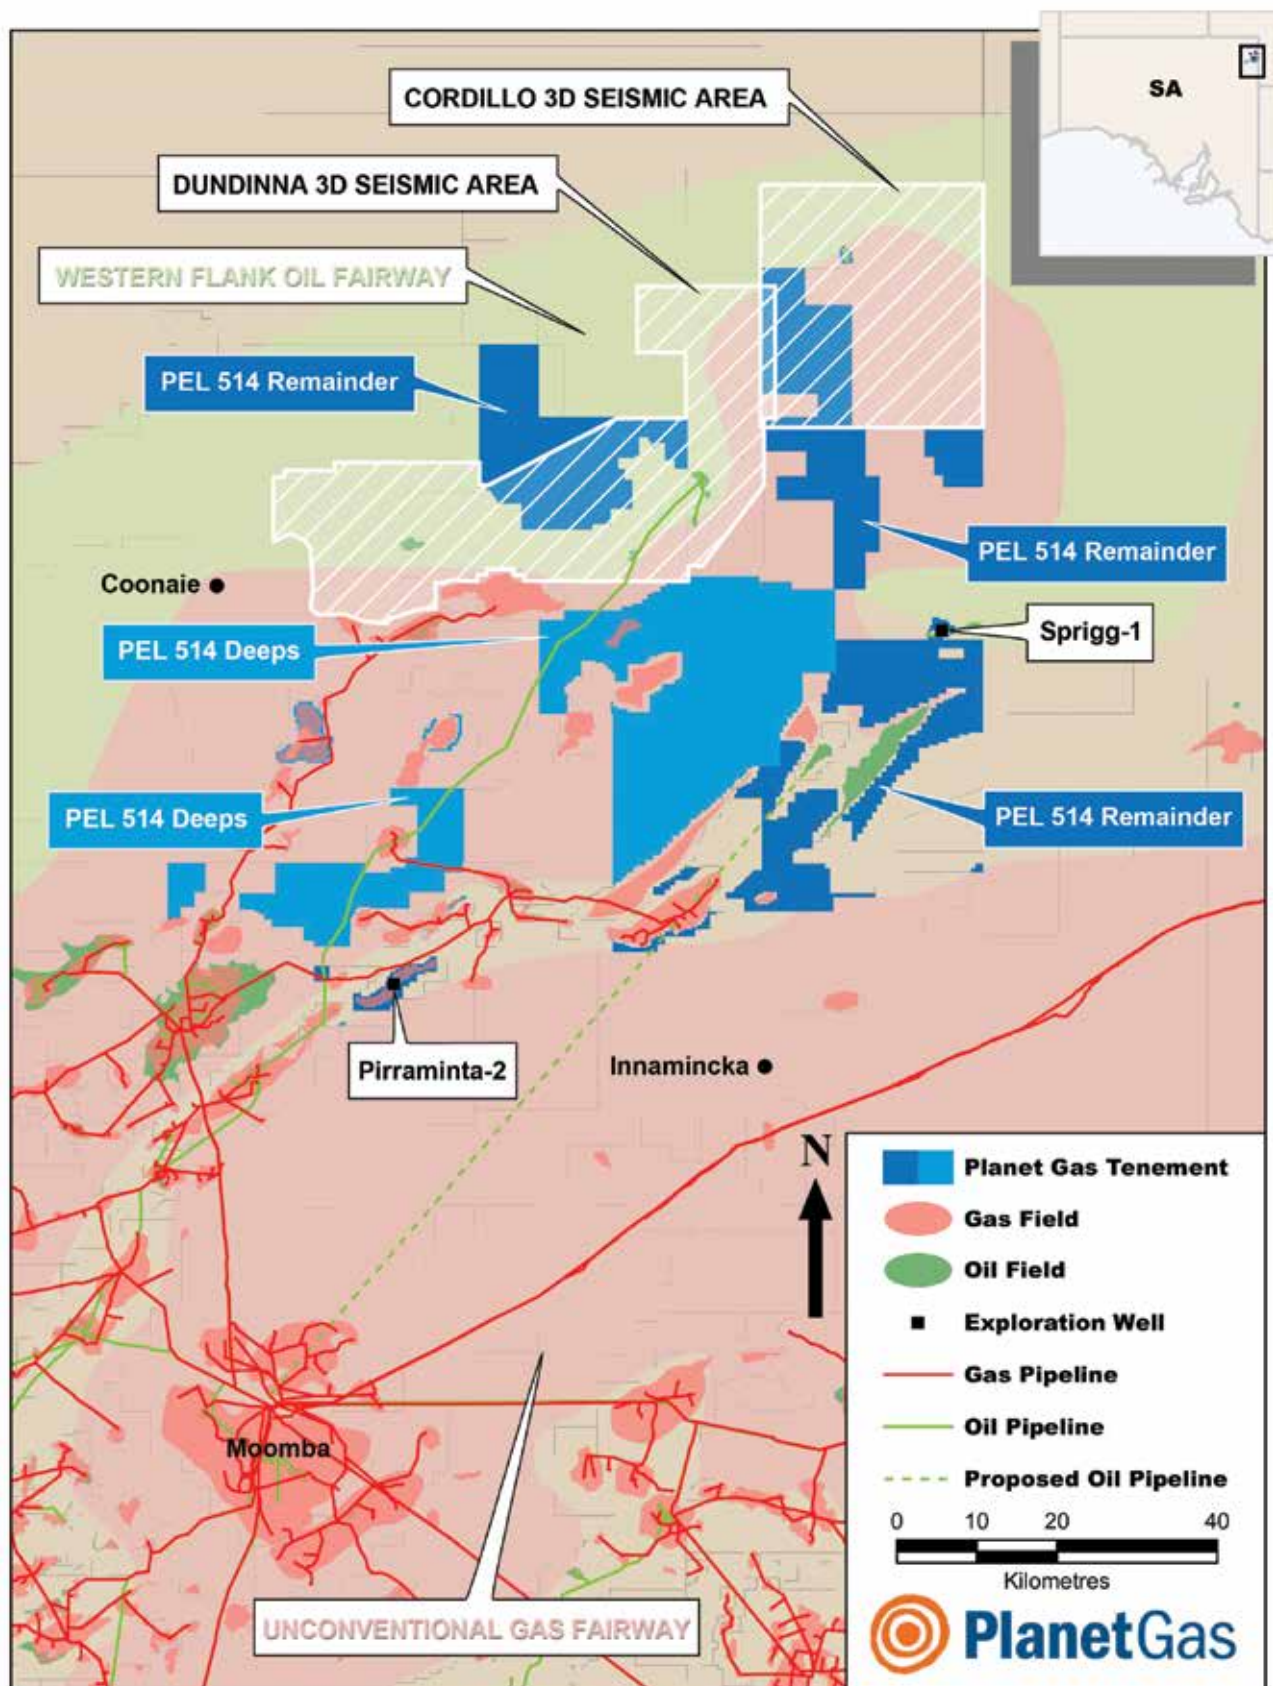 SA
CORDILLO 3D SEISMIC AREA
DUNDINNA 3D SEISMIC AREA
WESTERN FLANK OIL FAIRWAY
PEL 514 Remainder
PEL 514 Remainder
Coonaie
Sprigg-1
PEL 514 Deeps
PEL 514 Deeps
PEL 514 Remainder
Pirraminta-2
Innamincka
N
Planet Gas Tenement
Gas Field
Oil Field
Exploration Well
Gas Pipeline
Oil Pipeline
Proposed Oil Pipeline
0 10 20 40
Kilometres
Moomba
UNCONVENTIONAL GAS FAIRWAY
PlanetGas